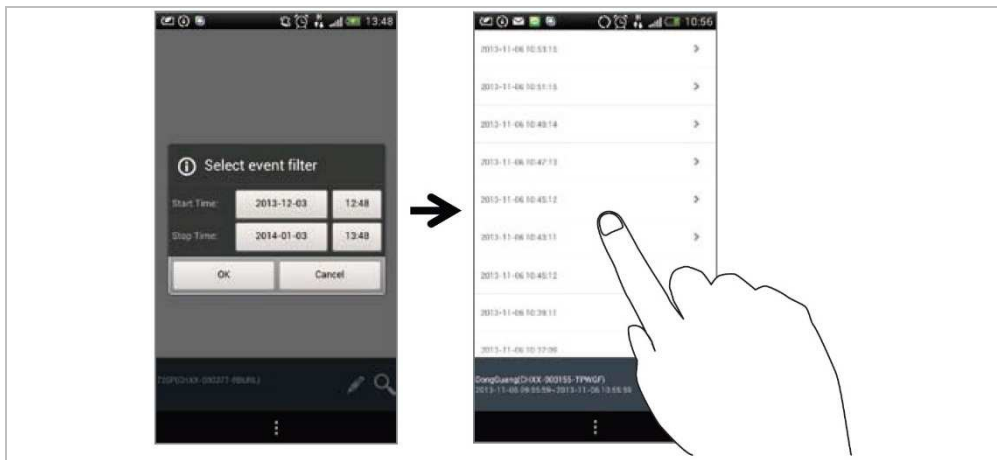 13:48
Select event filter
Start Time: 2013-12-03 12:48
Stop Time: 2014-01-03 13:48
OK Cancel
10:56
2013-11-06 10:53:15
2013-11-06 10:51:15
2013-11-06 10:49:14
2013-11-06 10:47:13
2013-11-06 10:45:12
2013-11-06 10:43:11
2013-11-06 10:45:12
2013-11-06 10:39:11
DongGuang(CHXX-003155-TPWGF)